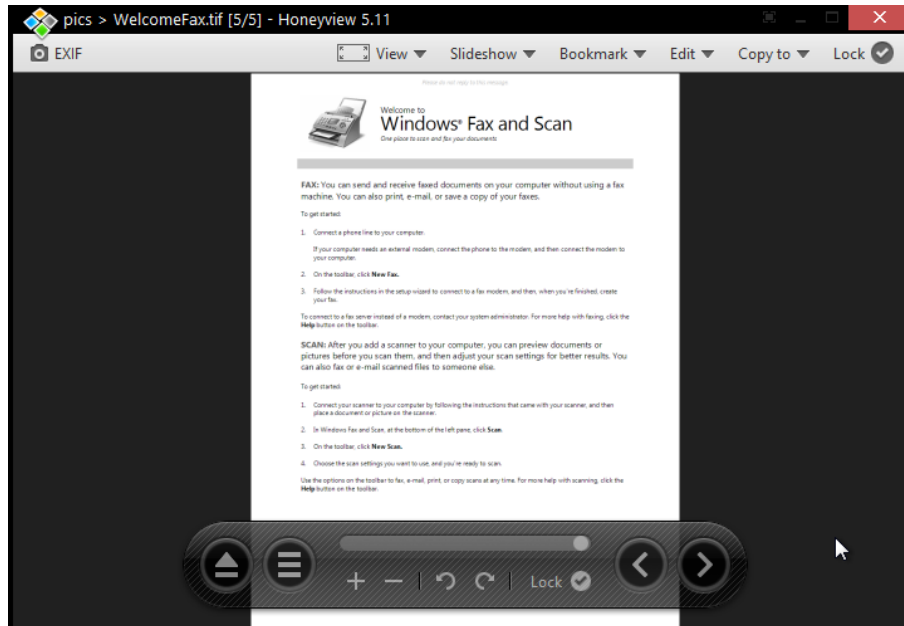 pics > WelcomeFax.tif [5/5] - Honeyview 5.11
EXIF View Slideshow Bookmark Edit Copy to Lock
Please do not reply to this message.
Welcome to
Windows® Fax and Scan
One place to scan and fax your documents
FAX: You can send and receive faxed documents on your computer without using a fax
machine. You can also print, e-mail, or save a copy of your faxes.
To get started:
1. Connect a phone line to your computer.
If your computer needs an external modem, connect the phone to the modem, and then connect the modem to
your computer.
2. On the toolbar, click New Fax.
3. Follow the instructions in the setup wizard to connect to a fax modem, and then, when you're finished, create
your fax.
To connect to a fax server instead of a modem, contact your system administrator. For more help with faxing, click the
Help button on the toolbar.
SCAN: After you add a scanner to your computer, you can preview documents or
pictures before you scan them, and then adjust your scan settings for better results. You
can also fax or e-mail scanned files to someone else.
To get started:
1. Connect your scanner to your computer by following the instructions that came with your scanner, and then
place a document or picture on the scanner.
2. In Windows Fax and Scan, at the bottom of the left pane, click Scan.
3. On the toolbar, click New Scan.
4. Choose the scan settings you want to use, and you're ready to scan.
Use the options on the toolbar to fax, e-mail, print, or copy scans at any time. For more help with scanning, click the
Help button on the toolbar.
Lock